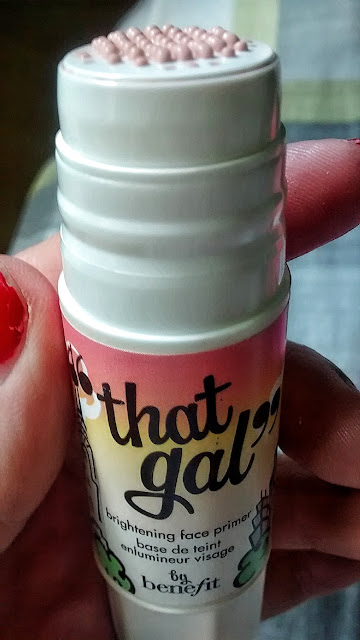 "that
gal"
brightening face primer
base de teint
enlumineur visage
by
benefit